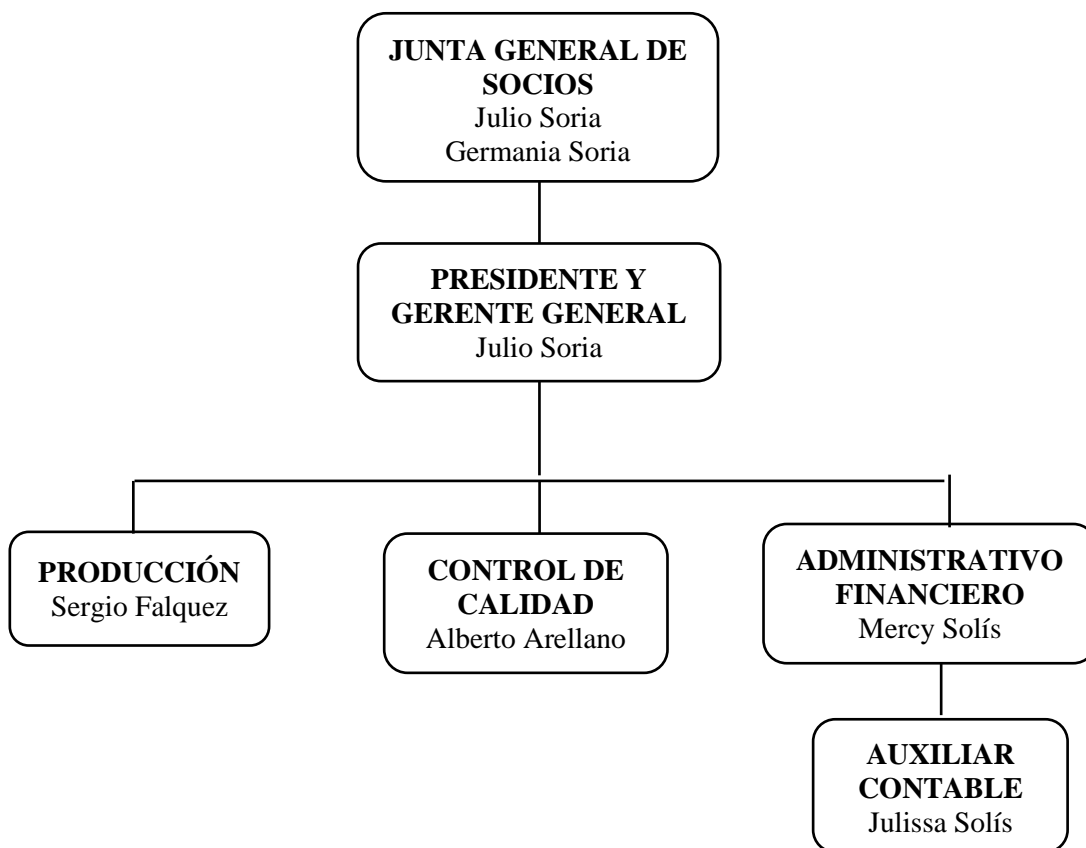 JUNTA GENERAL DE
SOCIOS
Julio Soria
Germania Soria
PRESIDENTE Y
GERENTE GENERAL
Julio Soria
PRODUCCIÓN
Sergio Falquez
CONTROL DE
CALIDAD
Alberto Arellano
ADMINISTRATIVO
FINANCIERO
Mercy Solís
AUXILIAR
CONTABLE
Julissa Solís